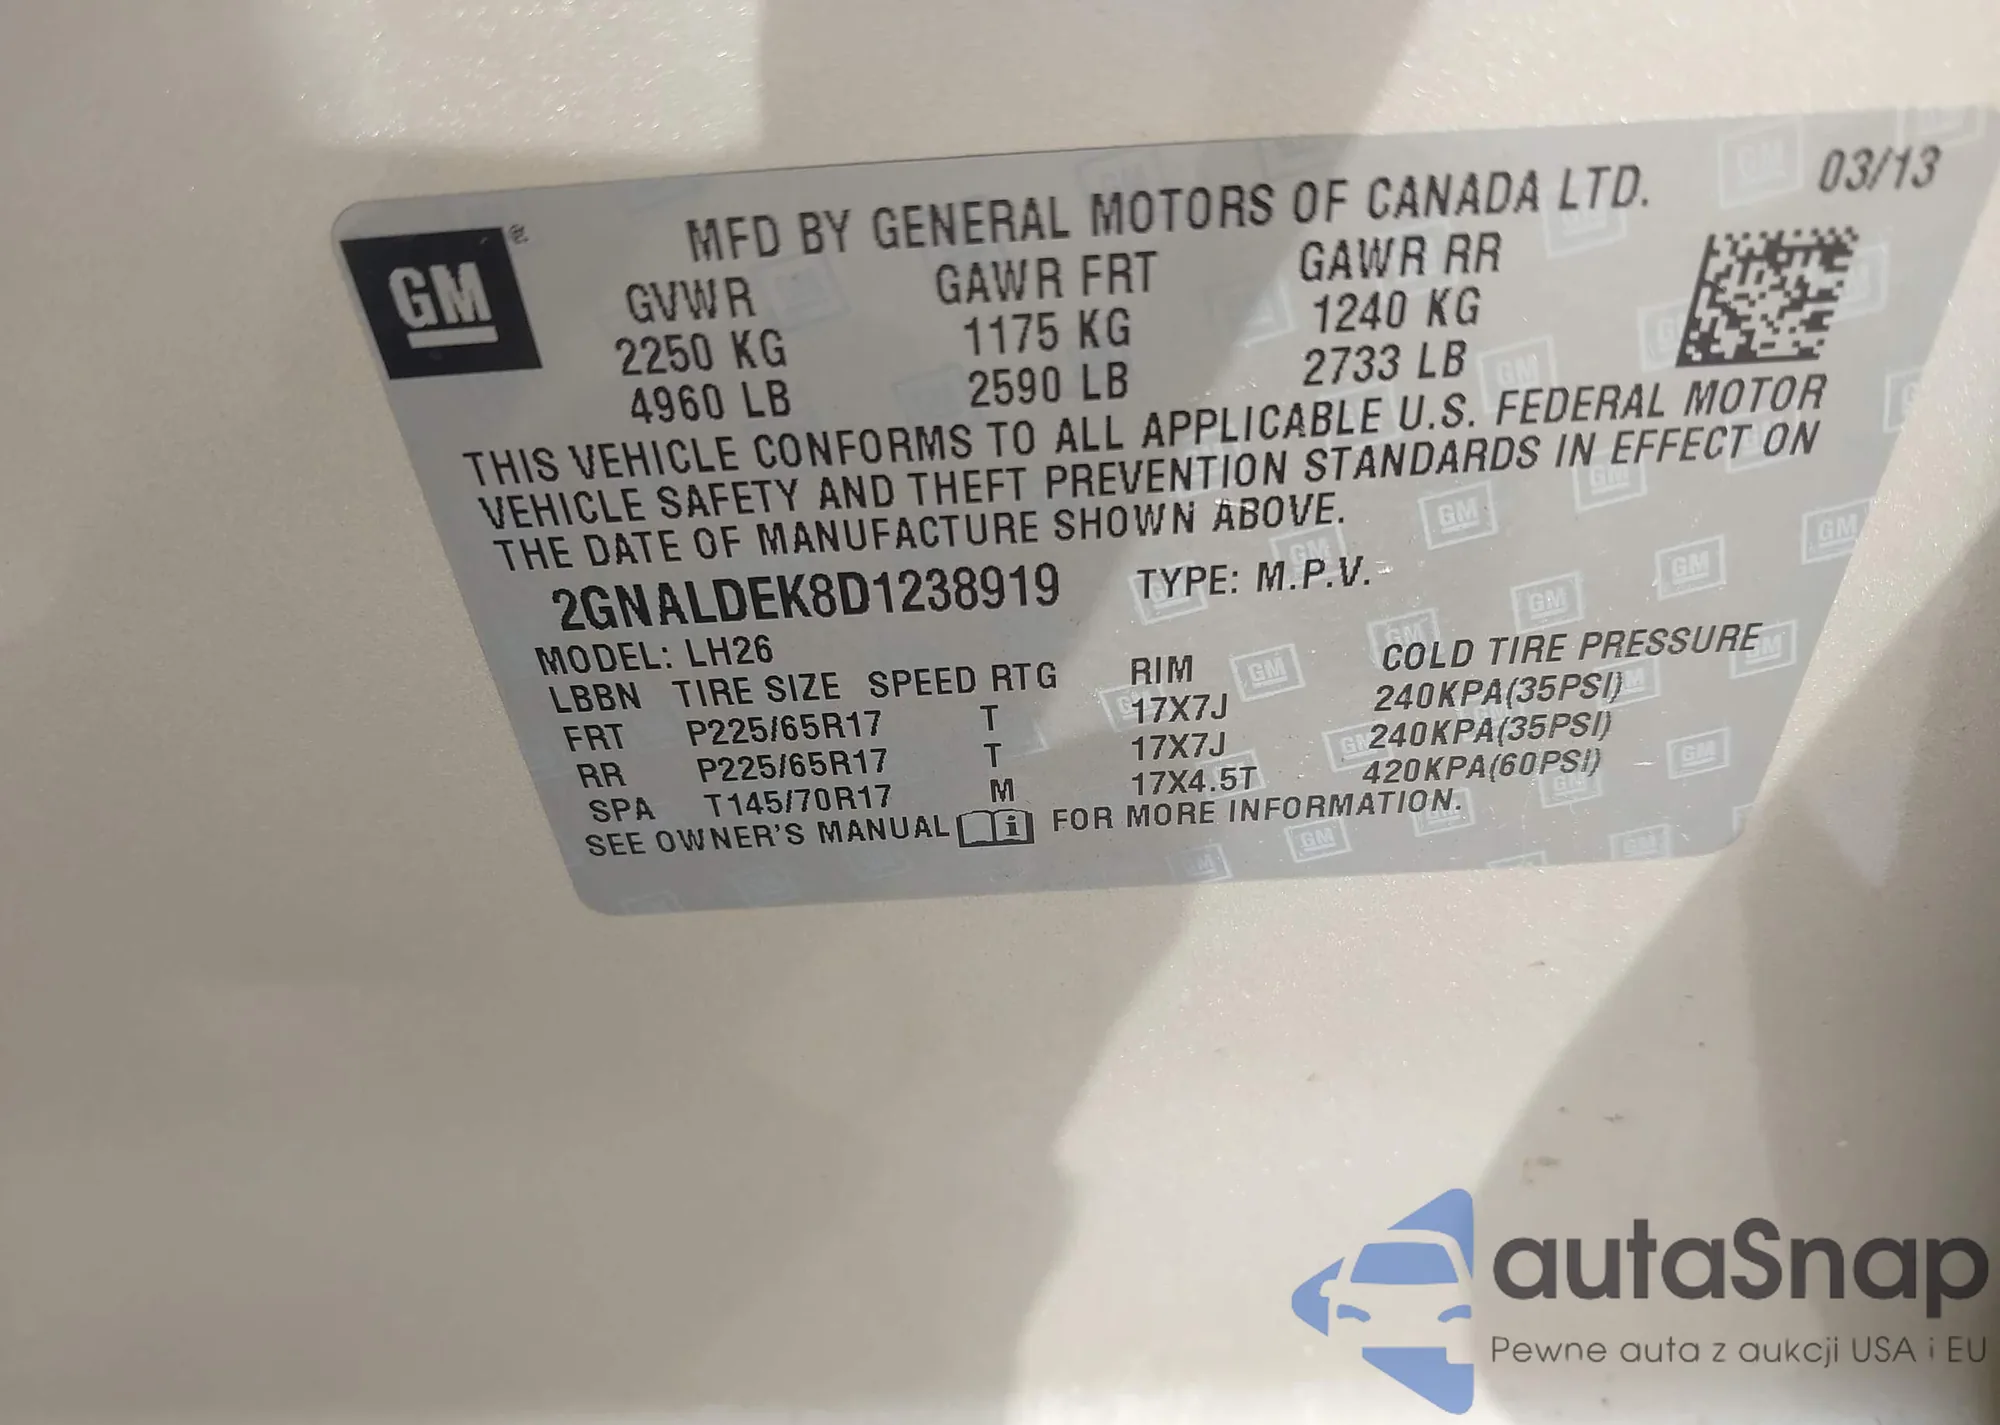 GM
®
03/13
MFD BY GENERAL MOTORS OF CANADA LTD.
GVWR GAWR FRT GAWR RR
2250 KG 1175 KG 1240 KG
4960 LB 2590 LB 2733 LB
THIS VEHICLE CONFORMS TO ALL APPLICABLE U.S. FEDERAL MOTOR
VEHICLE SAFETY AND THEFT PREVENTION STANDARDS IN EFFECT ON
THE DATE OF MANUFACTURE SHOWN ABOVE.
2GNALDEK8D1238919 TYPE: M.P.V.
MODEL: LH26
LBBN TIRE SIZE SPEED RTG RIM COLD TIRE PRESSURE
FRT P225/65R17 T 17X7J 240KPA(35PSI)
RR P225/65R17 T 17X7J 240KPA(35PSI)
SPA T145/70R17 M 17X4.5T 420KPA(60PSI)
SEE OWNER'S MANUAL i FOR MORE INFORMATION.
autaSnap
Pewne auta z aukcji USA i EU